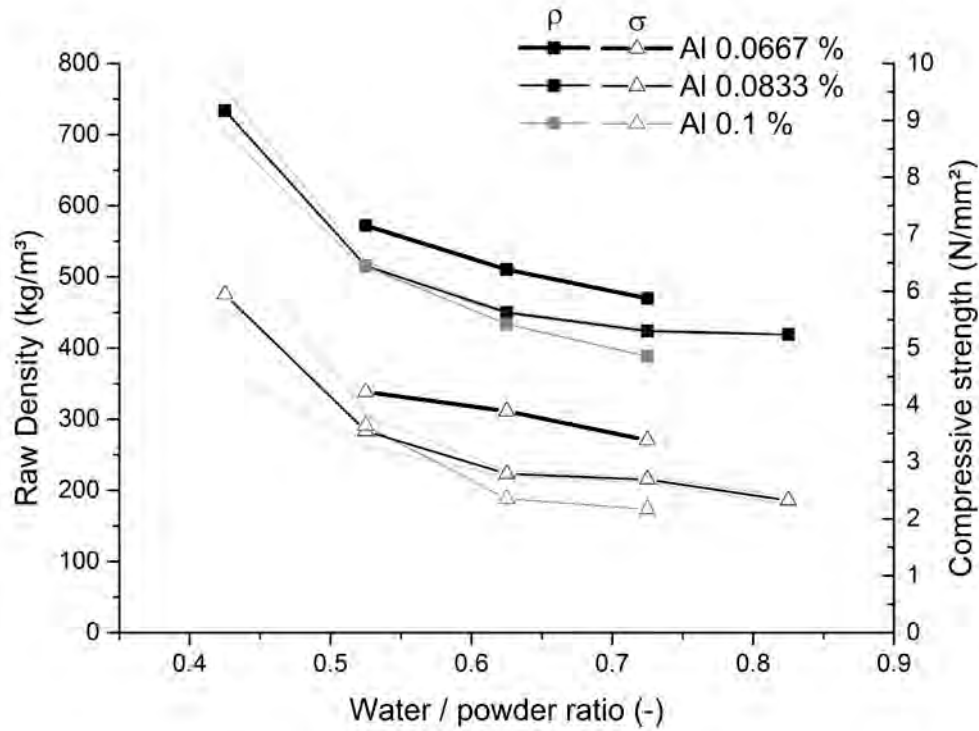 ρ σ
Al 0.0667 %
Al 0.0833 %
Al 0.1 %
800
700
600
500
400
300
200
100
0
Raw Density (kg/m³)
10
9
8
7
6
5
4
3
2
1
0
Compressive strength (N/mm²)
0.4 0.5 0.6 0.7 0.8 0.9
Water / powder ratio (-)